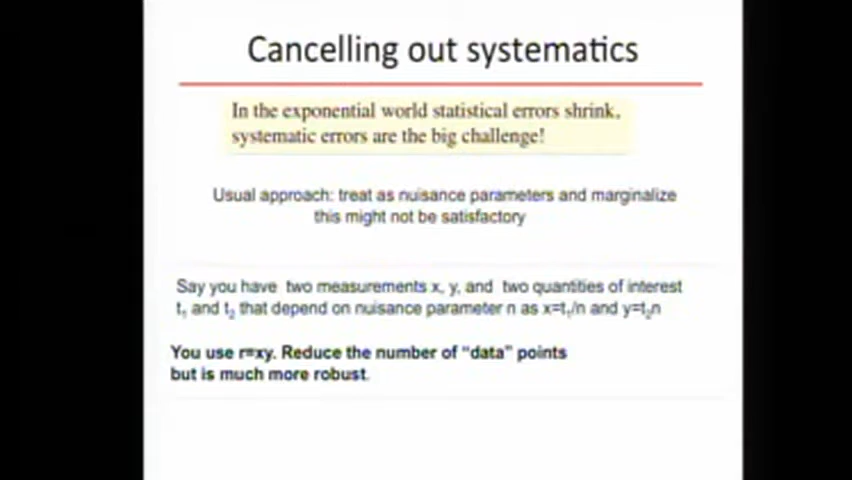 Cancelling out systematics
In the exponential world statistical errors shrink,
systematic errors are the big challenge!
Usual approach: treat as nuisance parameters and marginalize
this might not be satisfactory
Say you have two measurements x, y, and two quantities of interest
t₁ and t₂ that depend on nuisance parameter n as x=t₁/n and y=t₂n
You use r=xy. Reduce the number of “data” points
but is much more robust.